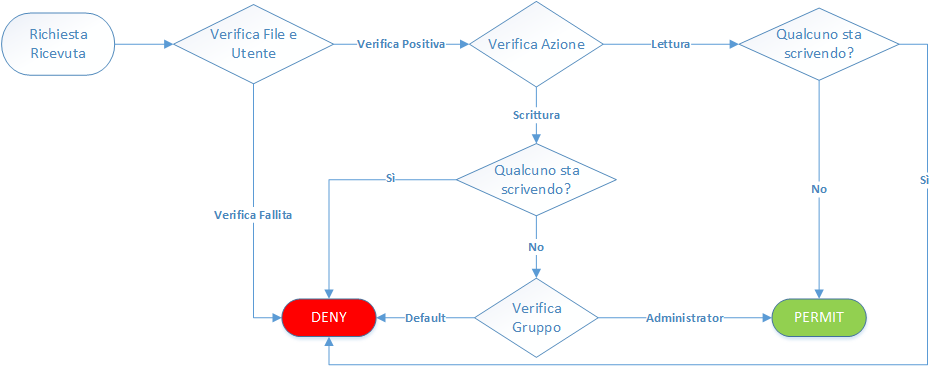 Richiesta
Ricevuta
Verifica File e
Utente
Verifica Positiva
Verifica Azione
Lettura
Qualcuno sta
scrivendo?
Scrittura
Qualcuno sta
scrivendo?
Sì
No
Sì
Verifica Fallita
No
DENY
Default
Verifica
Gruppo
Administrator
PERMIT